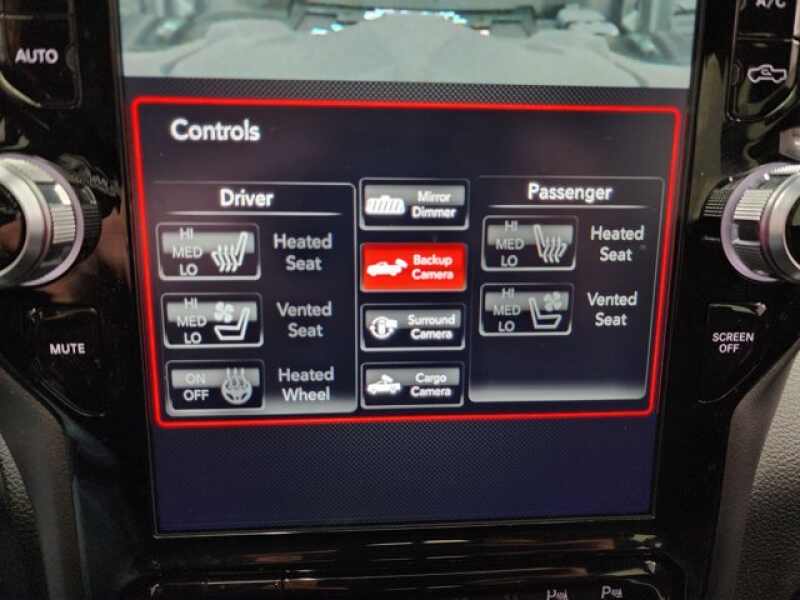 A/C
AUTO
Controls
Driver
Mirror
Dimmer
Passenger
HI
MED
LO
Heated
Seat
Backup
Camera
HI
MED
LO
Heated
Seat
HI
MED
LO
Vented
Seat
Surround
Camera
HI
MED
LO
Vented
Seat
ON
OFF
Heated
Wheel
Cargo
Camera
MUTE
SCREEN
OFF
P
P